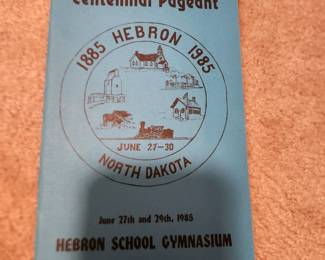 Centennial Pageant
1885 HEBRON 1985
JUNE 27-30
NORTH DAKOTA
June 27th and 29th, 1985
HEBRON SCHOOL GYMNASIUM